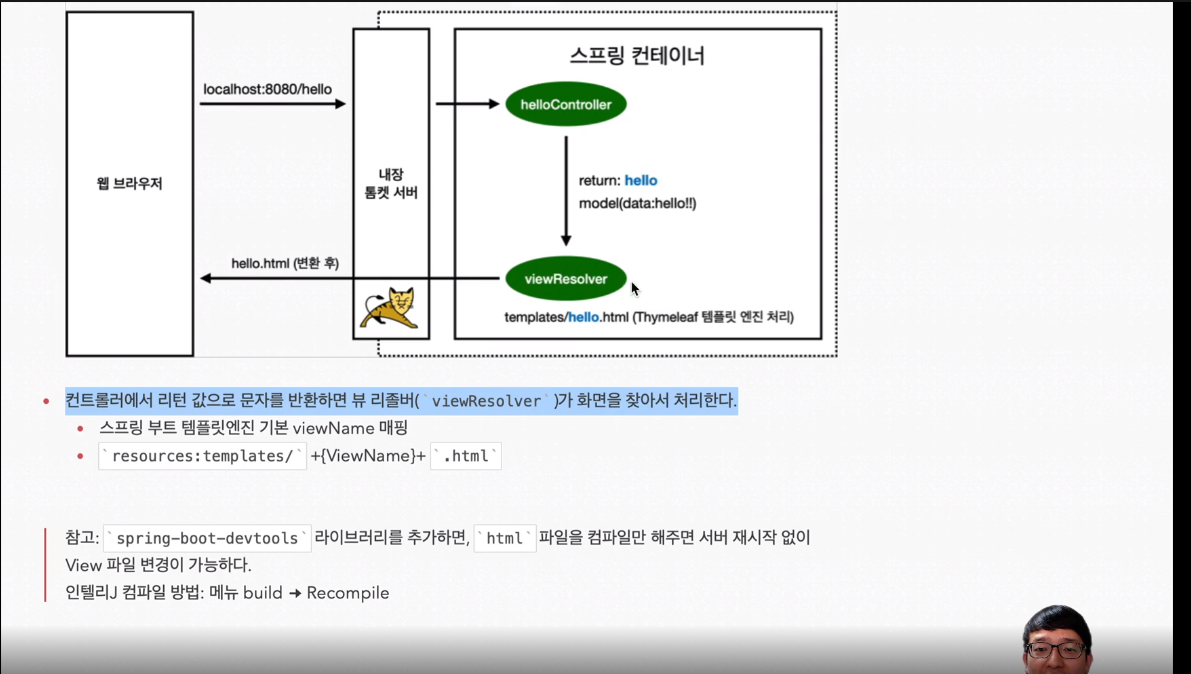 스프링 컨테이너
localhost:8080/hello
helloController
웹 브라우저
내장
톰켓 서버
return: hello
model(data:hello!!)
hello.html (변환 후)
viewResolver
templates/hello.html (Thymeleaf 템플릿 엔진 처리)
• 컨트롤러에서 리턴 값으로 문자를 반환하면 뷰 리졸버(`viewResolver`)가 화면을 찾아서 처리한다.
• 스프링 부트 템플릿엔진 기본 viewName 매핑
• `resources:templates/` +{ViewName}+ `.html`
참고: `spring-boot-devtools` 라이브러리를 추가하면, `html` 파일을 컴파일만 해주면 서버 재시작 없이
View 파일 변경이 가능하다.
인텔리J 컴파일 방법: 메뉴 build → Recompile